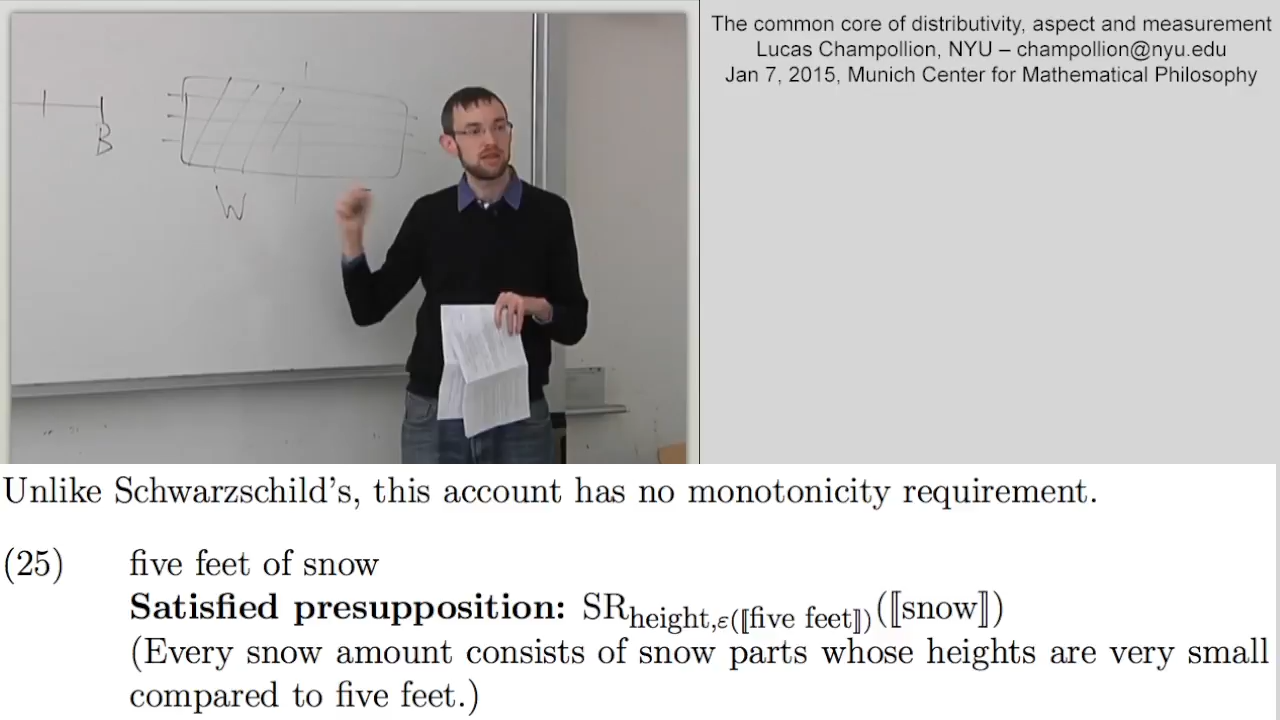 The common core of distributivity, aspect and measurement
Lucas Champollion, NYU – champollion@nyu.edu
Jan 7, 2015, Munich Center for Mathematical Philosophy
B
W
Unlike Schwarzschild's, this account has no monotonicity requirement.
(25) five feet of snow
Satisfied presupposition: SR_height,ε(⟦five feet⟧)(⟦snow⟧)
(Every snow amount consists of snow parts whose heights are very small
compared to five feet.)